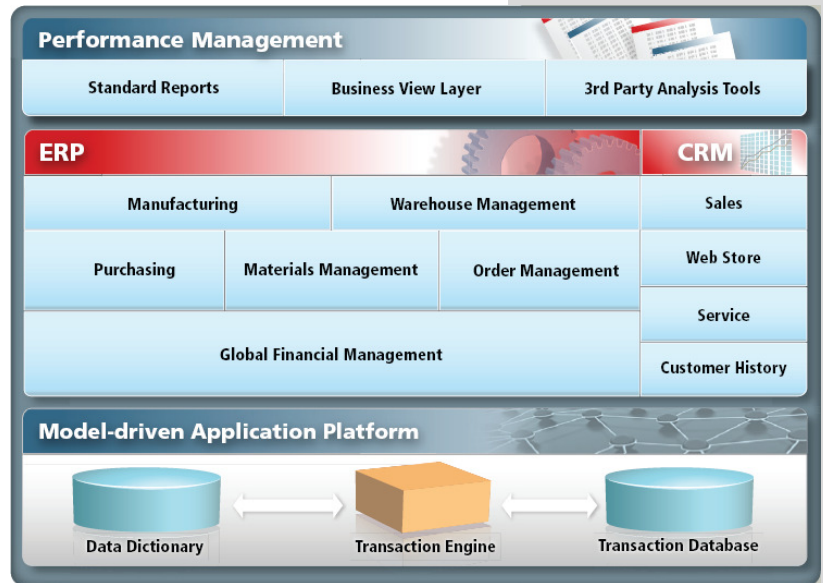 Performance Management
Standard Reports
Business View Layer
3rd Party Analysis Tools
ERP
CRM
Manufacturing
Warehouse Management
Sales
Purchasing
Materials Management
Order Management
Web Store
Service
Global Financial Management
Customer History
Model-driven Application Platform
Data Dictionary
Transaction Engine
Transaction Database